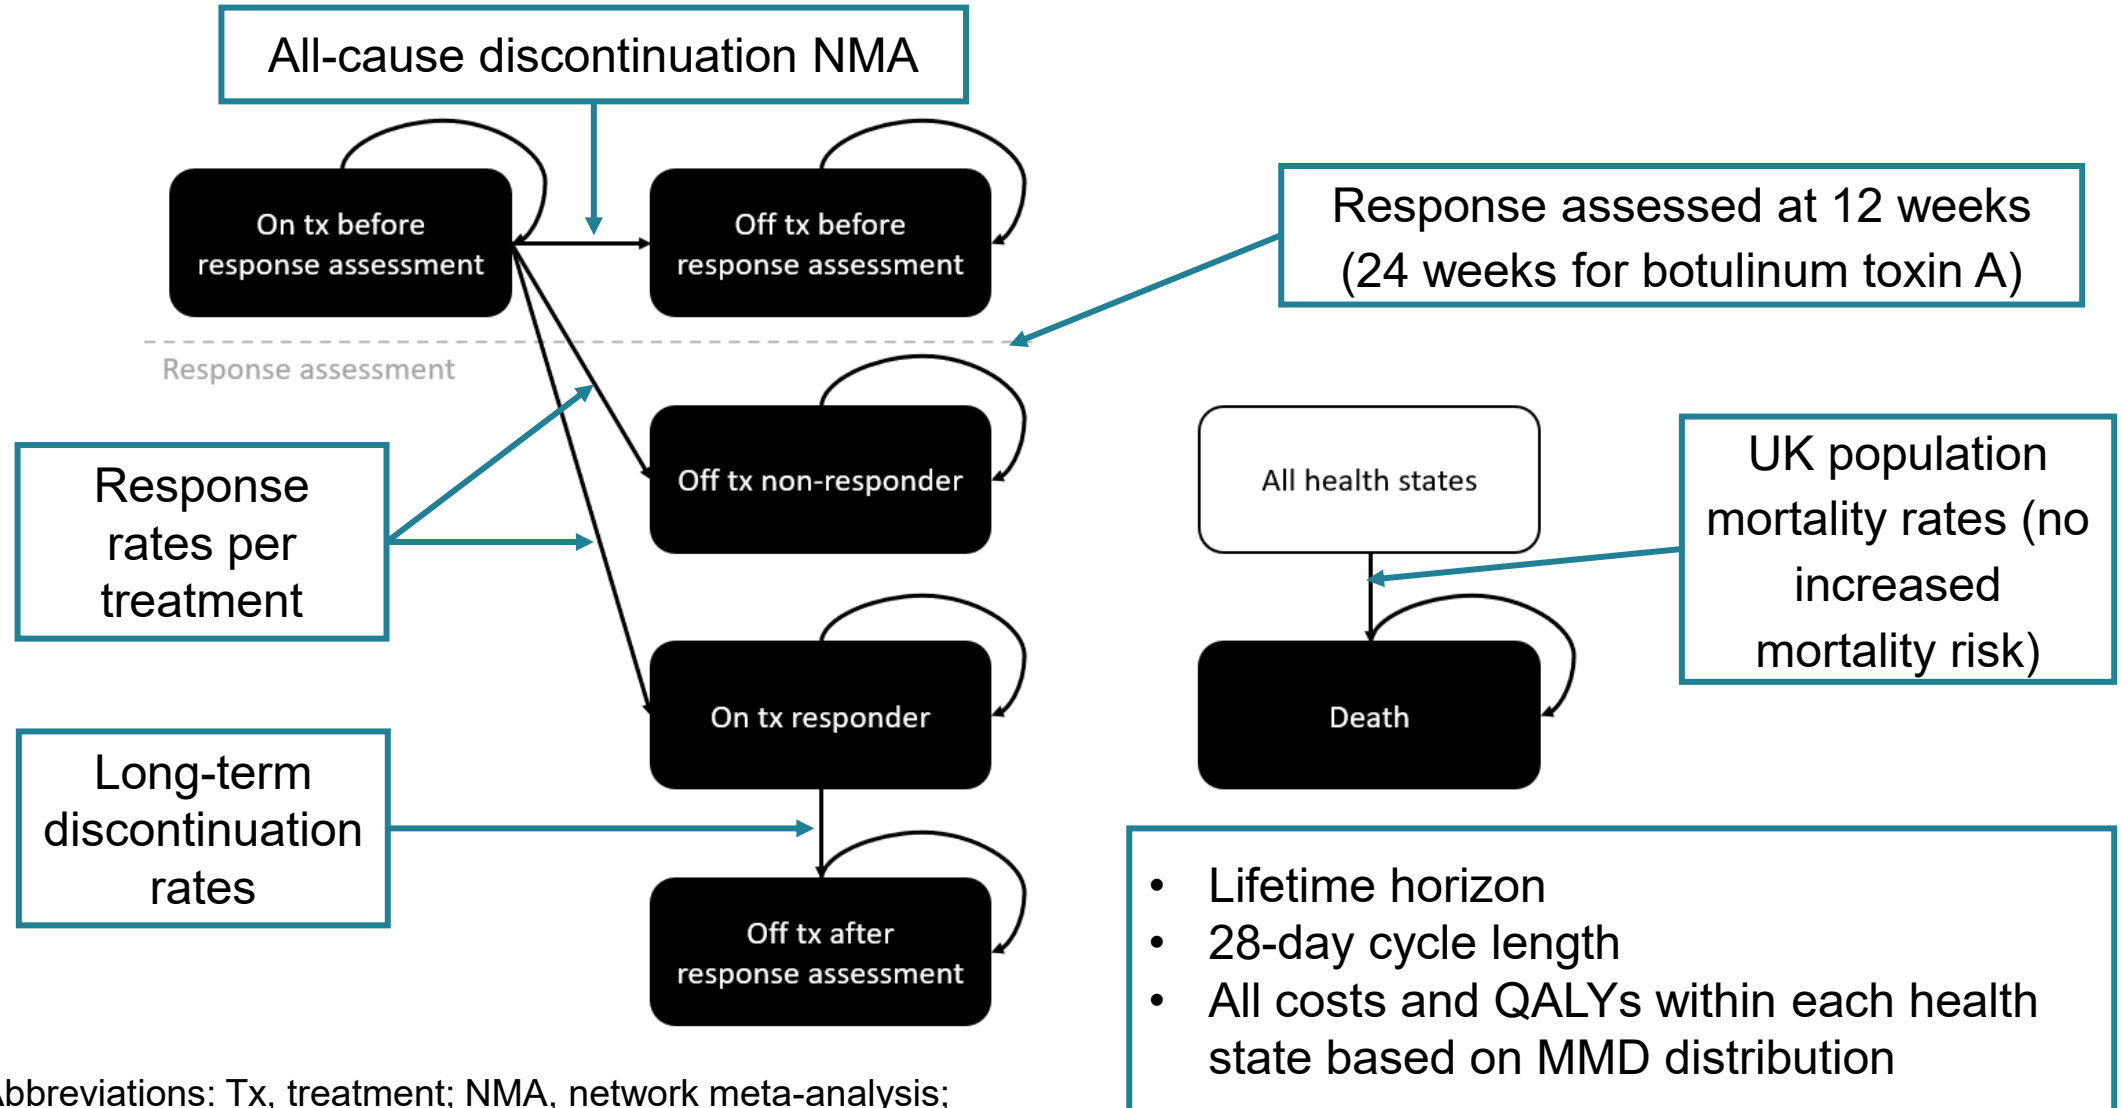 All-cause discontinuation NMA
On tx before
response assessment
Off tx before
response assessment
Response assessed at 12 weeks
(24 weeks for botulinum toxin A)
Response assessment
Response
rates per
treatment
Off tx non-responder
All health states
UK population
mortality rates (no
increased
mortality risk)
On tx responder
Death
Long-term
discontinuation
rates
Off tx after
response assessment
• Lifetime horizon
• 28-day cycle length
• All costs and QALYs within each health
state based on MMD distribution
Abbreviations: Tx, treatment; NMA, network meta-analysis;